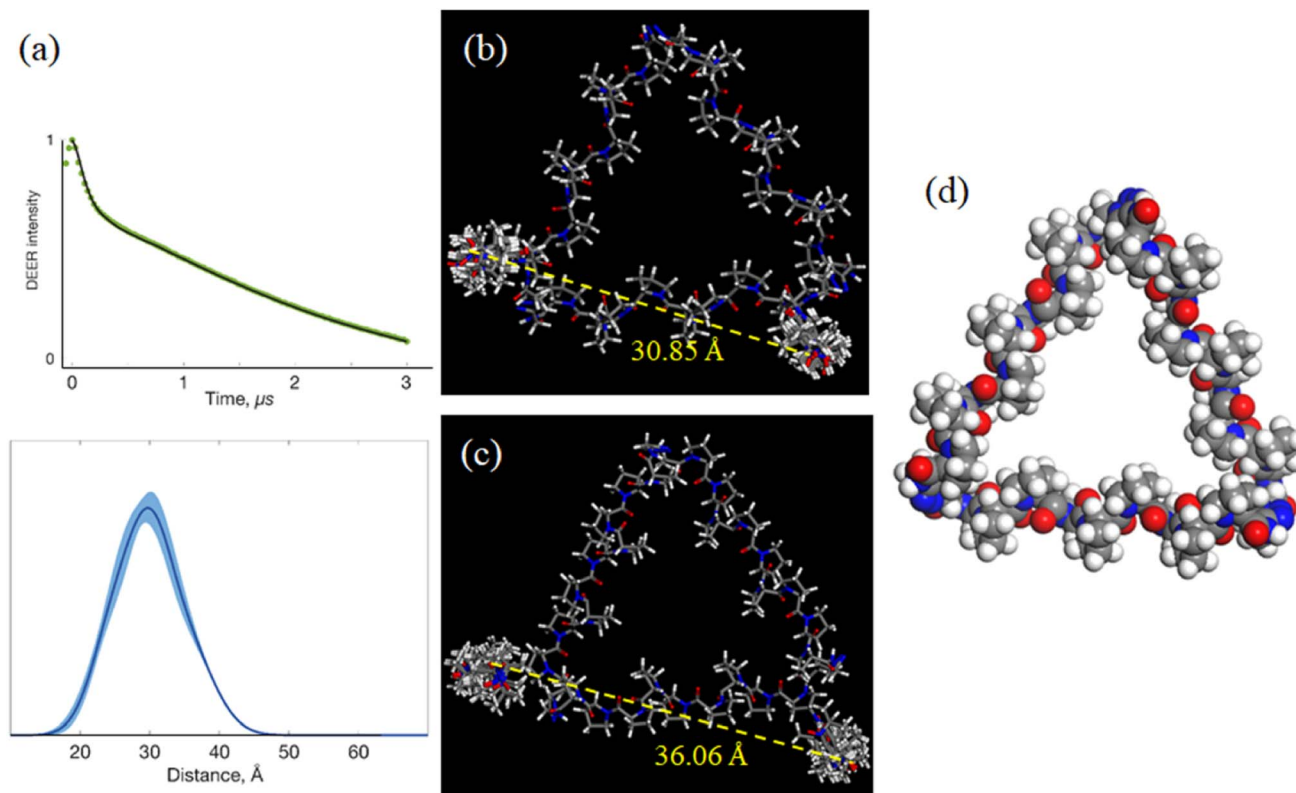 (a)
1
DEER intensity
0
0 1 2 3
Time, μs
20 30 40 50 60
Distance, Å
(b)
30.85 Å
(c)
36.06 Å
(d)